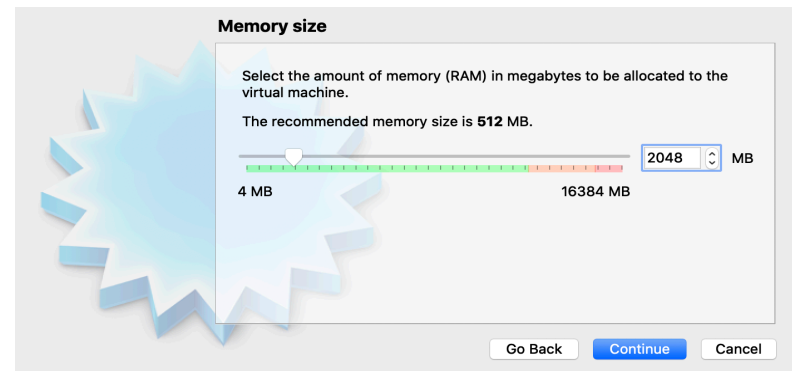 Memory size
Select the amount of memory (RAM) in megabytes to be allocated to the
virtual machine.
The recommended memory size is 512 MB.
2048 MB
4 MB 16384 MB
Go Back Continue Cancel